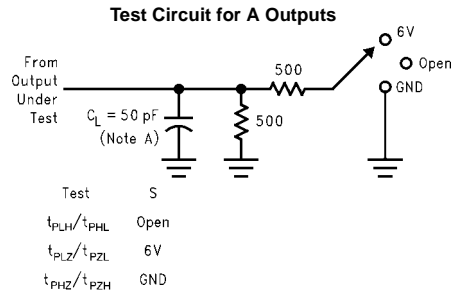 Test Circuit for A Outputs
6V
From
Output
Under
Test
500
Open
GND
C_L = 50 pF
(Note A)
500
Test S
t_PLH/t_PHL Open
t_PLZ/t_PZL 6V
t_PHZ/t_PZH GND